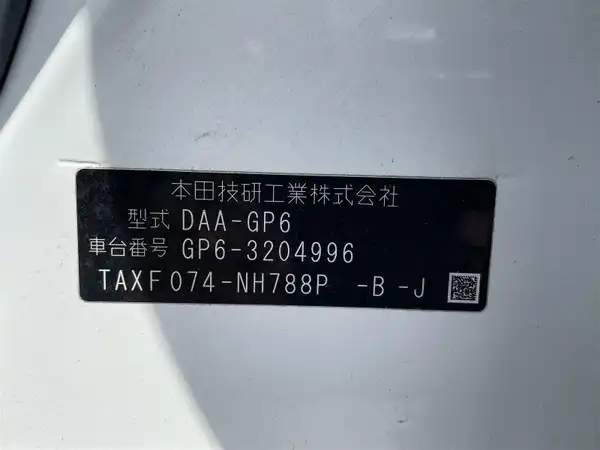 本田技研工業株式会社
型式 DAA-GP6
車台番号 GP6-3204996
TAXF074-NH788P -B-J